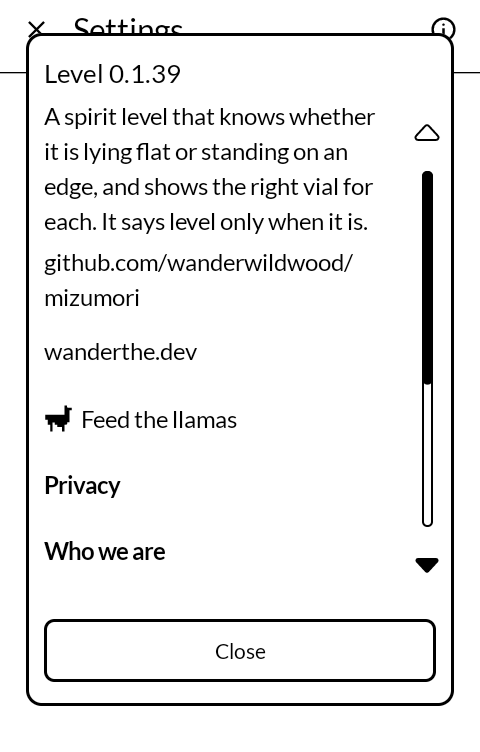 Settings
Level 0.1.39
A spirit level that knows whether
it is lying flat or standing on an
edge, and shows the right vial for
each. It says level only when it is.
github.com/wanderwildwood/
mizumori
wanderthe.dev
Feed the llamas
Privacy
Who we are
Close